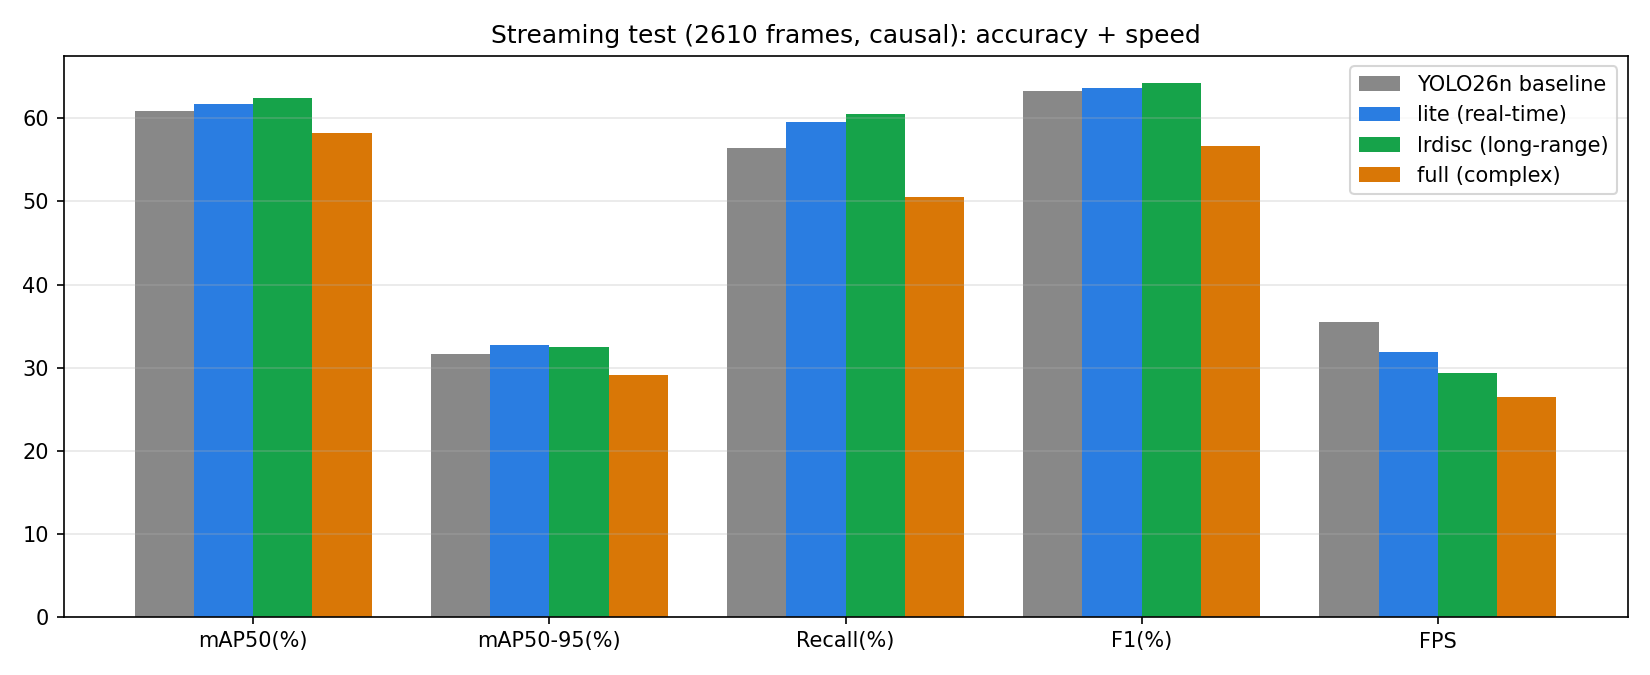 Streaming test (2610 frames, causal): accuracy + speed
YOLO26n baseline
lite (real-time)
lrdisc (long-range)
full (complex)
60
50
40
30
20
10
0
mAP50(%)
mAP50-95(%)
Recall(%)
F1(%)
FPS